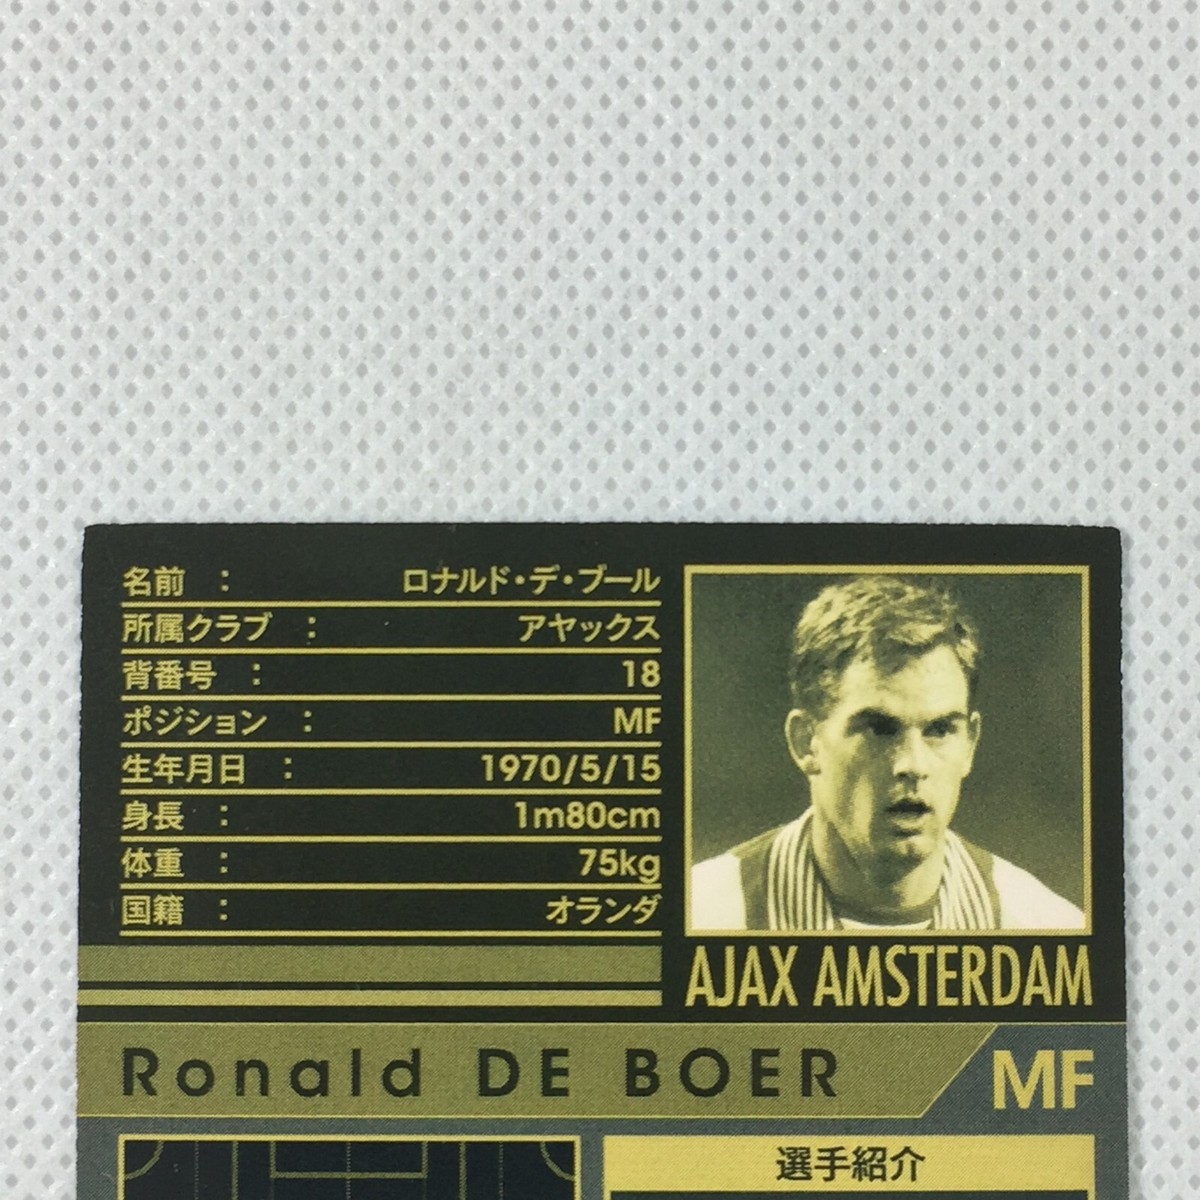 名前 : ロナルド・デ・ブール
所属クラブ : アヤックス
背番号 : 18
ポジション : MF
生年月日 : 1970/5/15
身長 : 1m80cm
体重 : 75kg
国籍 : オランダ
AJAX AMSTERDAM
Ronald DE BOER MF
選手紹介